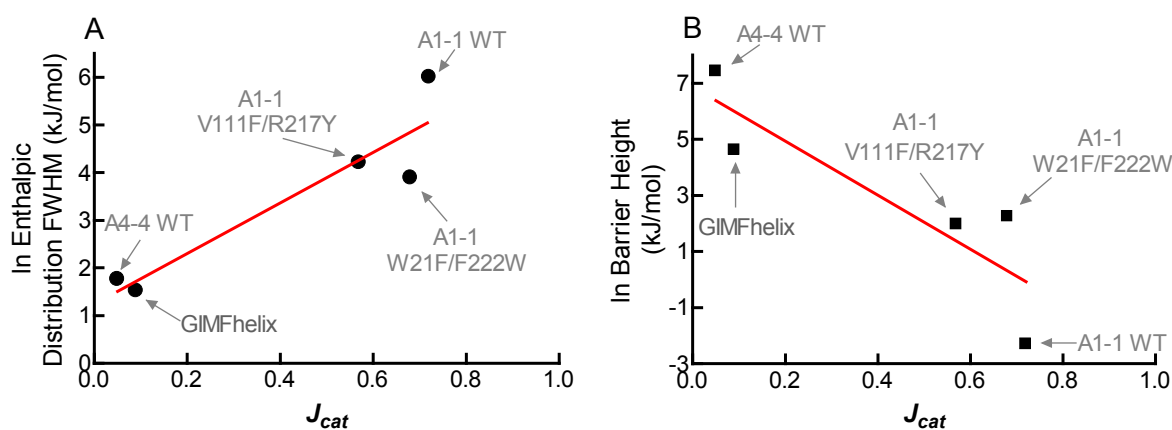 A
ln Enthalpic
Distribution FWHM (kJ/mol)
6
5
4
3
2
1
0
A1-1 WT
A1-1
V111F/R217Y
A4-4 WT
A1-1
W21F/F222W
GIMFhelix
0.0 0.2 0.4 0.6 0.8 1.0
Jcat
B
ln Barrier Height
(kJ/mol)
7
5
3
1
-1
-3
A4-4 WT
A1-1
V111F/R217Y
A1-1
W21F/F222W
GIMFhelix
A1-1 WT
0.0 0.2 0.4 0.6 0.8 1.0
Jcat